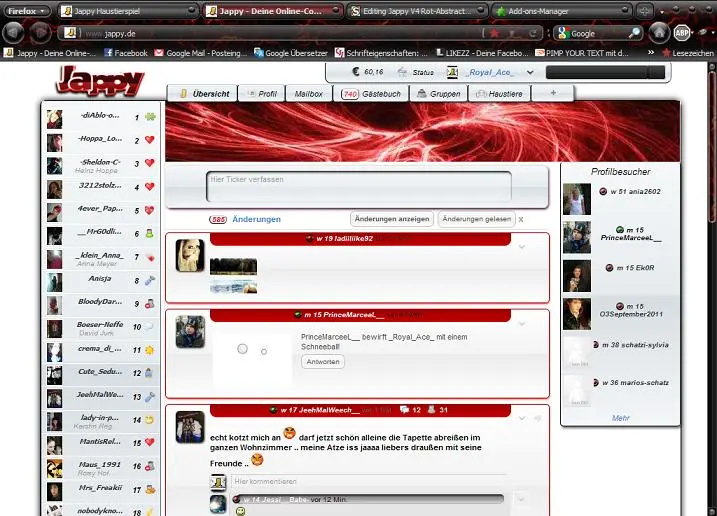 Firefox
Jappy Haustierspiel
Jappy - Deine Online-Co...
Editing Jappy V4 Rot-Abstract...
Add-ons-Manager
www.jappy.de
Google
ABP
Jappy - Deine Online-...
Facebook
Google Mail - Posteing...
Google Übersetzer
Schrifteigenschaften: ...
LIKEZZ - Deine Facebo...
PIMP YOUR TEXT mit d...
Lesezeichen
Jappy
€ 60,16
Status
_Royal_Ace_
Übersicht
Profil
Mailbox
740 Gästebuch
Gruppen
Haustiere
+
-diAblo-o... 1
-Hoppa_Lo... 2
-Sheldon-C- 3
Heinz Hoppe
3212stolz... 4
4ever_Pap... 5
__MrG0dli... 6
_klein_Anna_ 7
Anna Meyer
Anisja 8
BloodyDar... 9
Boeser-Neffe 10
David Jurk
crema_di_... 11
Cute_Sedu... 12
JeehMalWe... 13
lady-in-p... 14
Kerstin Reg...
MantisRel... 15
Maus_1991 16
Romy Hof...
Mrs_Freakii 17
nobodykno... 18
Hier Ticker verfassen
585 Änderungen
Änderungen anzeigen
Änderungen gelesen
x
w 19 ladiiliike92
m 15 PrinceMarceeL__
PrinceMarceeL__ bewirft _Royal_Ace_ mit einem
Schneeball!
Antworten
w 17 JeehMalWeech__ vor 1 Std. 12 31
echt kotzt mich an darf jetzt schön alleine die Tapette abreißen im
ganzen Wohnzimmer .. meine Atze iss jaaaa liebers draußen mit seine
Freunde ..
Hier kommentieren
w 14 Jessi__Babe- vor 12 Min.
Profilbesucher
w 51 ania2602
m 15
PrinceMarceeL__
m 15 Ek0R
m 15
O3September2011
m 38 schatzi-sylvia
w 36 marios-schatz
Mehr